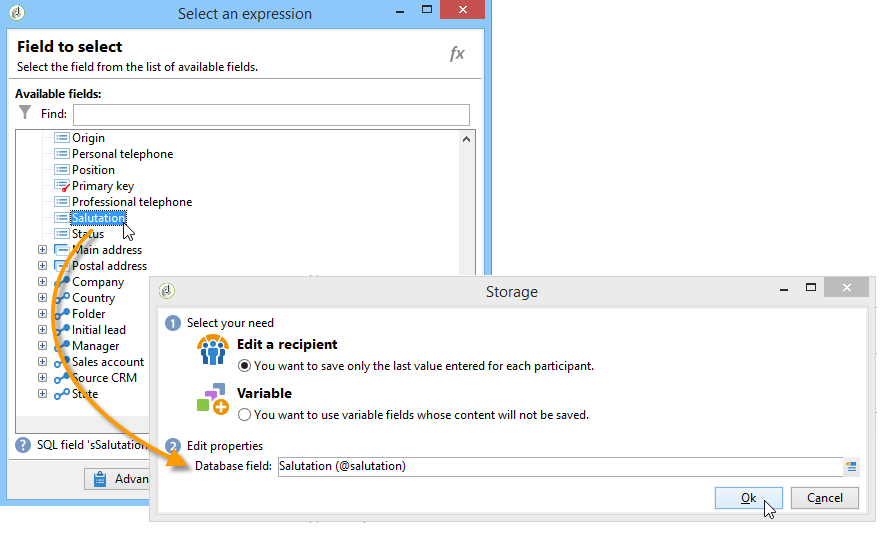 Select an expression
Field to select
Select the field from the list of available fields.
fx
Available fields:
Find:
Origin
Personal telephone
Position
Primary key
Professional telephone
Salutation
Status
Main address
Postal address
Company
Country
Folder
Initial lead
Manager
Sales account
Source CRM
State
SQL field 'sSalutation
Advan
Storage
1 Select your need
Edit a recipient
You want to save only the last value entered for each participant.
Variable
You want to use variable fields whose content will not be saved.
2 Edit properties
Database field: Salutation (@salutation)
Ok Cancel